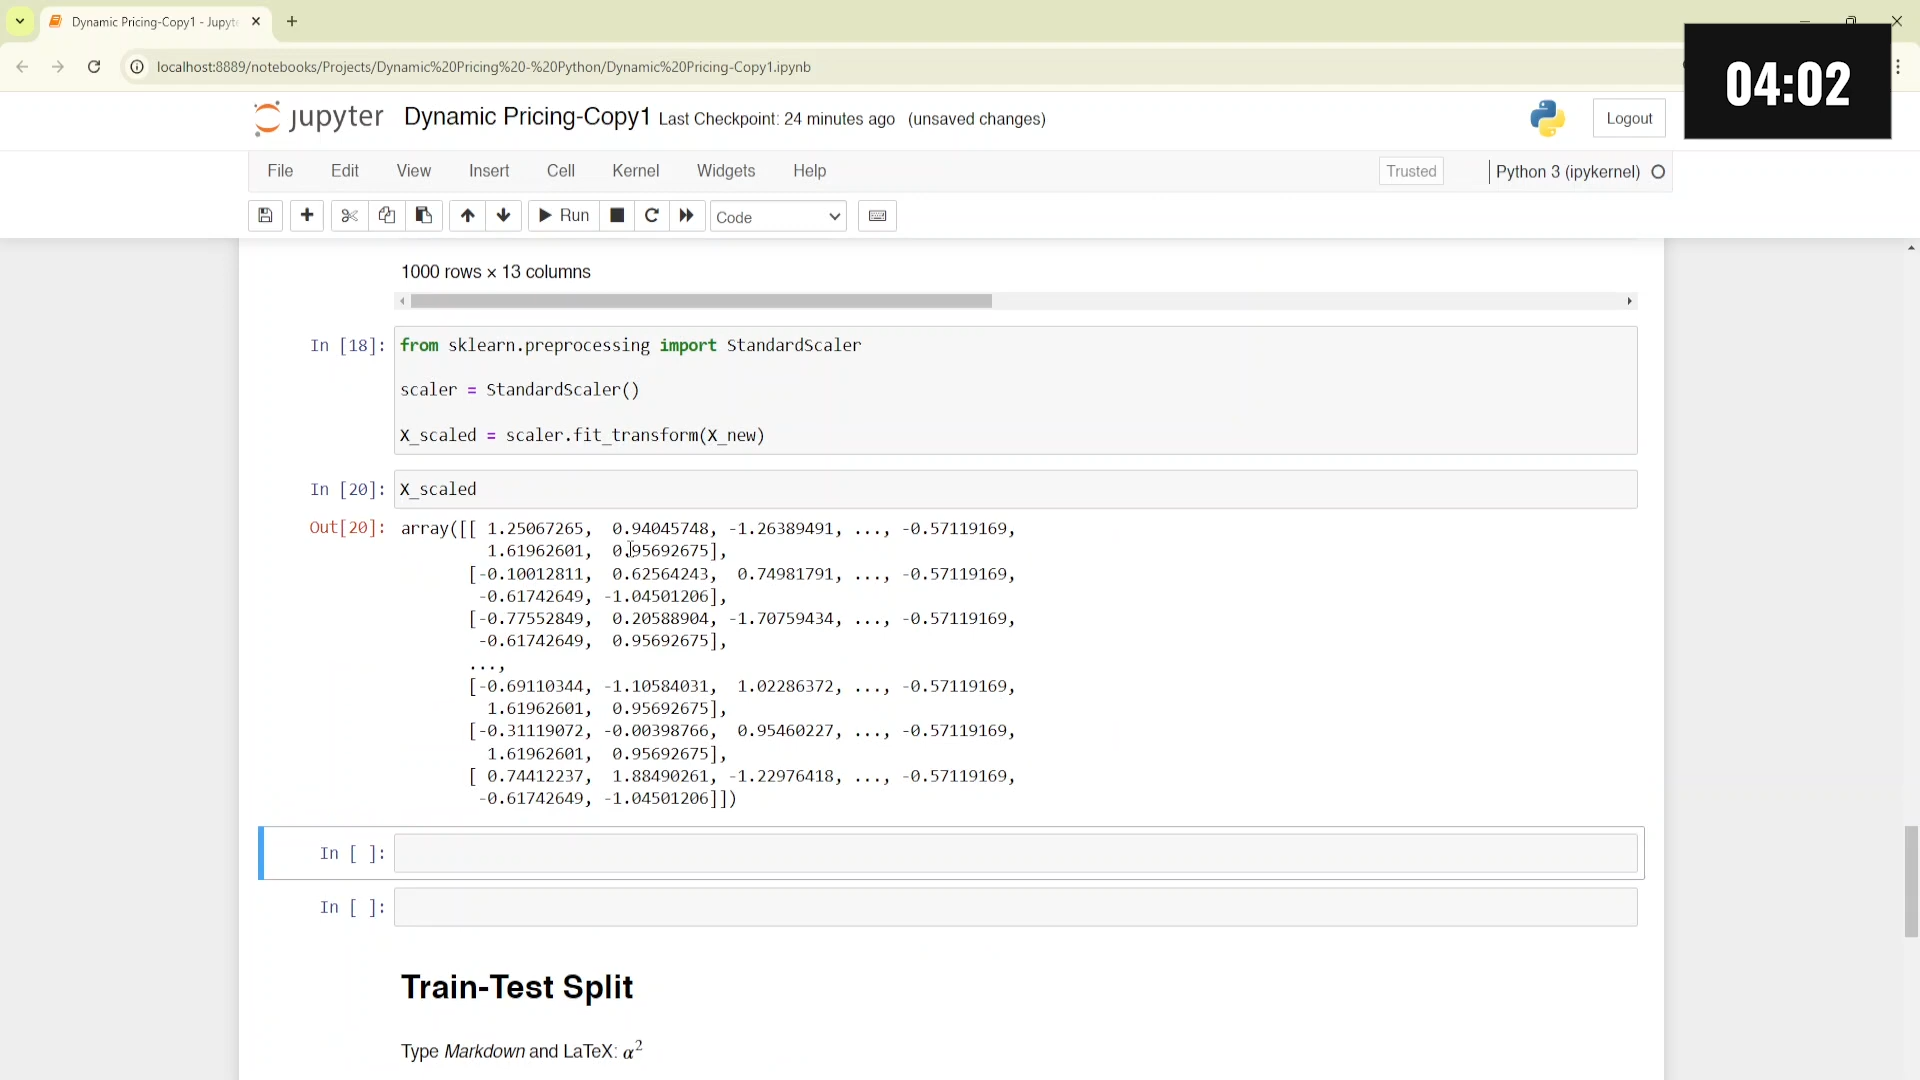 Dynamic Pricing-Copy1 - Jupyte
localhost:8889/notebooks/Projects/Dynamic%20Pricing%20-%20Python/Dynamic%20Pricing-Copy1.ipynb
04:02
jupyter Dynamic Pricing-Copy1 Last Checkpoint: 24 minutes ago (unsaved changes)
Logout
File Edit View Insert Cell Kernel Widgets Help
Trusted
Python 3 (ipykernel)
Run
Code
1000 rows × 13 columns
In [18]: from sklearn.preprocessing import StandardScaler
scaler = StandardScaler()
X_scaled = scaler.fit_transform(X_new)
In [20]: X_scaled
Out[20]: array([[ 1.25067265, 0.94045748, -1.26389491, ..., -0.57119169,
1.61962601, 0.95692675],
[-0.10012811, 0.62564243, 0.74981791, ..., -0.57119169,
-0.61742649, -1.04501206],
[-0.77552849, 0.20588904, -1.70759434, ..., -0.57119169,
-0.61742649, 0.95692675],
...,
[-0.69110344, -1.10584031, 1.02286372, ..., -0.57119169,
1.61962601, 0.95692675],
[-0.31119072, -0.00398766, 0.95460227, ..., -0.57119169,
1.61962601, 0.95692675],
[ 0.74412237, 1.88490261, -1.22976418, ..., -0.57119169,
-0.61742649, -1.04501206]])
In [ ]:
In [ ]:
Train-Test Split
Type Markdown and LaTeX: α²